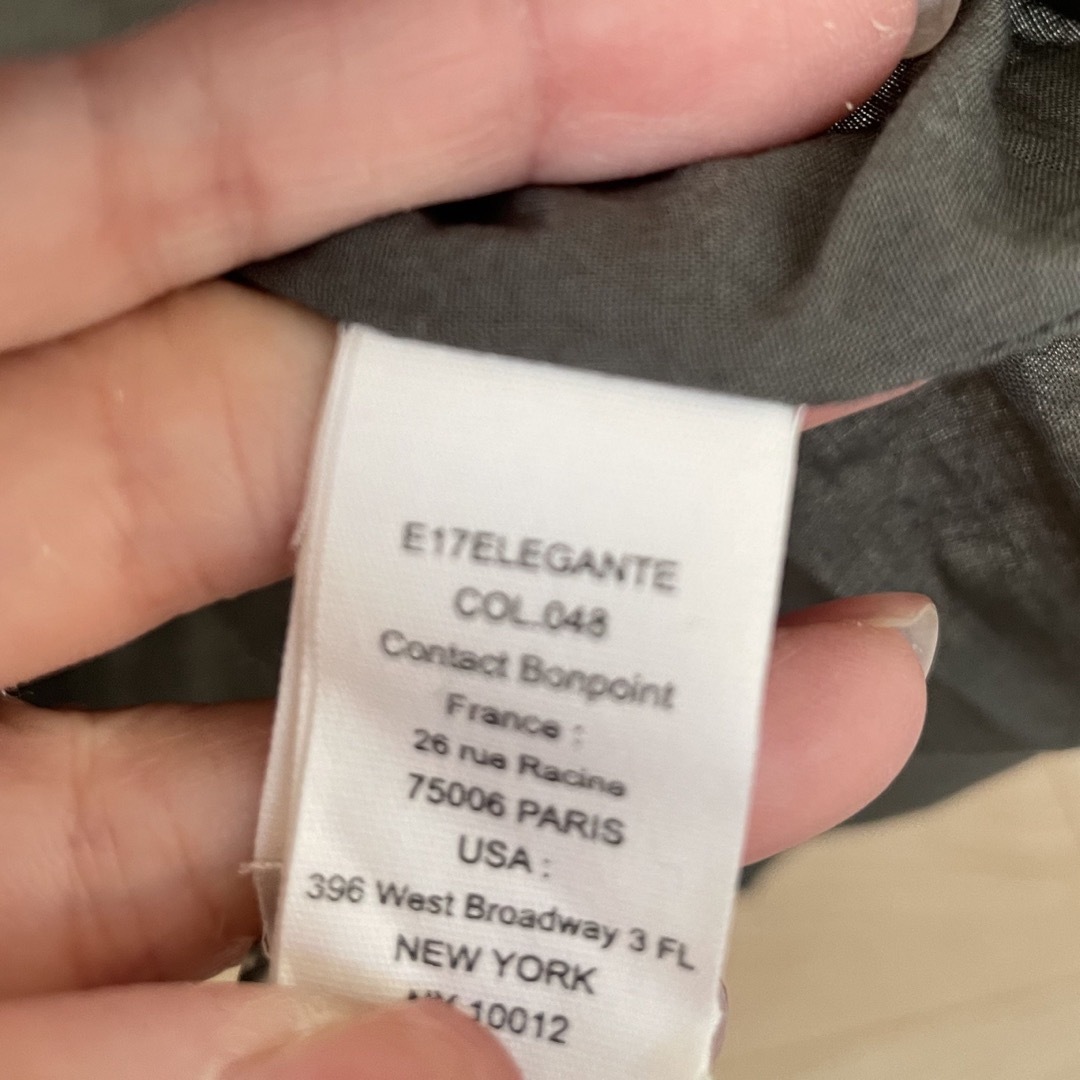 E17ELEGANTE
COL.048
Contact Bonpoint
France :
26 rue Racine
75006 PARIS
USA :
396 West Broadway 3 FL
NEW YORK
10012